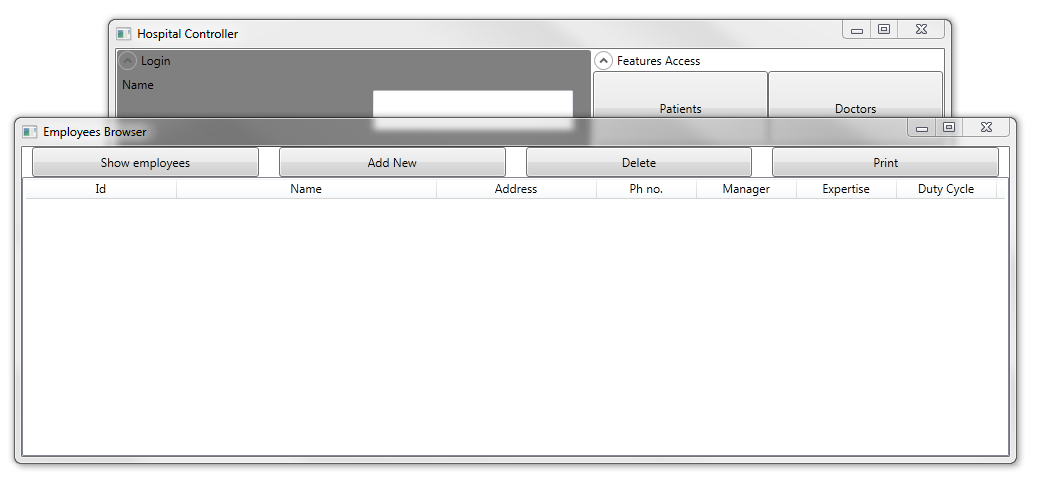 Hospital Controller
Login
Features Access
Name
Patients Doctors
Employees Browser
Show employees Add New Delete Print
Id Name Address Ph no. Manager Expertise Duty Cycle